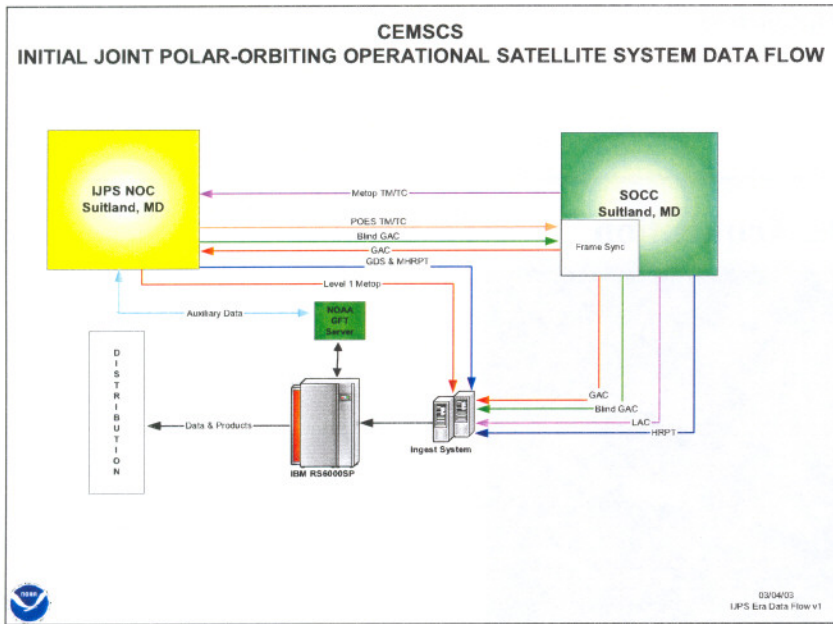 CEMSCS
INITIAL JOINT POLAR-ORBITING OPERATIONAL SATELLITE SYSTEM DATA FLOW
IJPS NOC
Suitland, MD
SOCC
Suitland, MD
Frame Sync
Metop TM/TC
POES TM/TC
Blind GAC
GAC
GDS & MHRPT
Level 1 Metop
Auxiliary Data
NOAA
GFT
Server
DISTRIBUTION
Data & Products
IBM RS6000SP
Ingest System
GAC
Blind GAC
LAC
HRPT
noaa
03/04/03
IJPS Era Data Flow v1